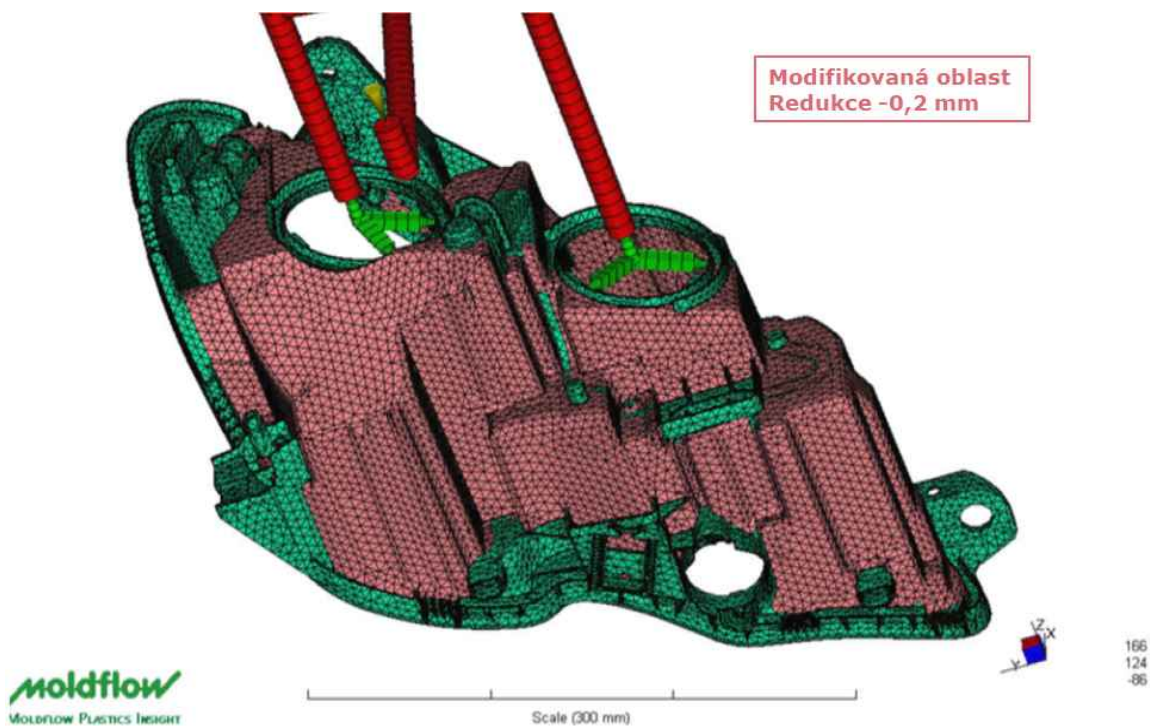 Modifikovaná oblast
Redukce -0,2 mm
Z
X
Y
166
124
-86
moldflow
MOLDFLOW PLASTICS INSIGHT
Scale (300 mm)